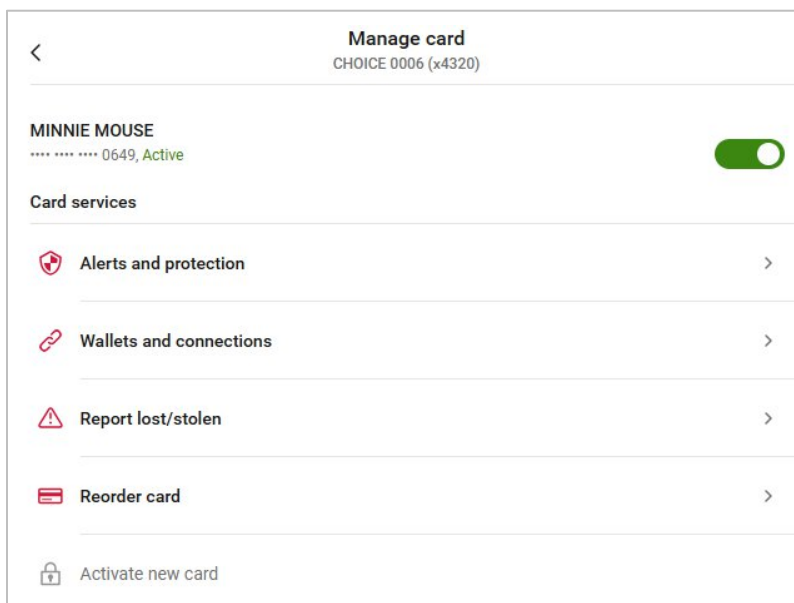 Manage card
CHOICE 0006 (x4320)
MINNIE MOUSE
•••• •••• •••• 0649, Active
Card services
Alerts and protection
Wallets and connections
Report lost/stolen
Reorder card
Activate new card